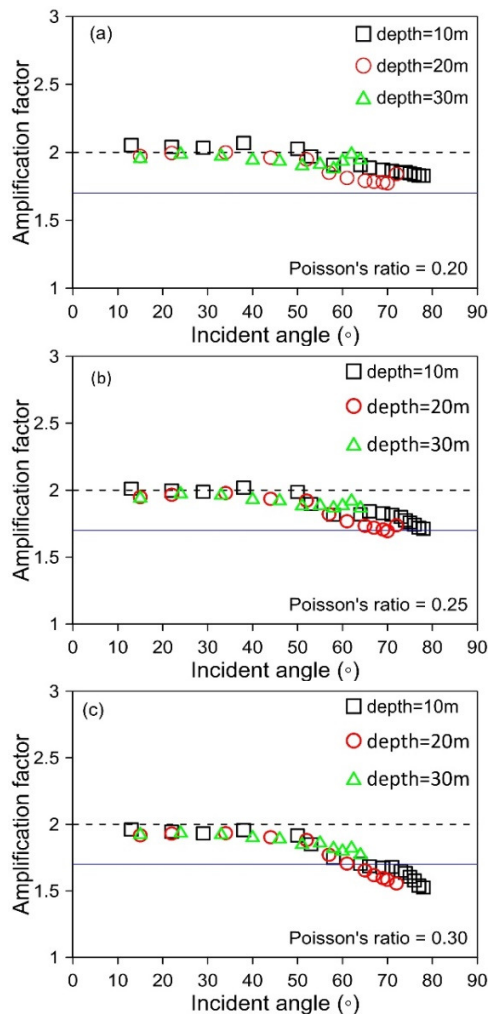 3
(a)
depth=10m
2.5
depth=20m
depth=30m
2
Amplification factor
1.5
Poisson's ratio = 0.20
1
0 10 20 30 40 50 60 70 80 90
Incident angle (◦)
3
(b)
depth=10m
2.5
depth=20m
depth=30m
2
Amplification factor
1.5
Poisson's ratio = 0.25
1
0 10 20 30 40 50 60 70 80 90
Incident angle (◦)
3
(c)
depth=10m
2.5
depth=20m
depth=30m
2
Amplification factor
1.5
Poisson's ratio = 0.30
1
0 10 20 30 40 50 60 70 80 90
Incident angle (◦)